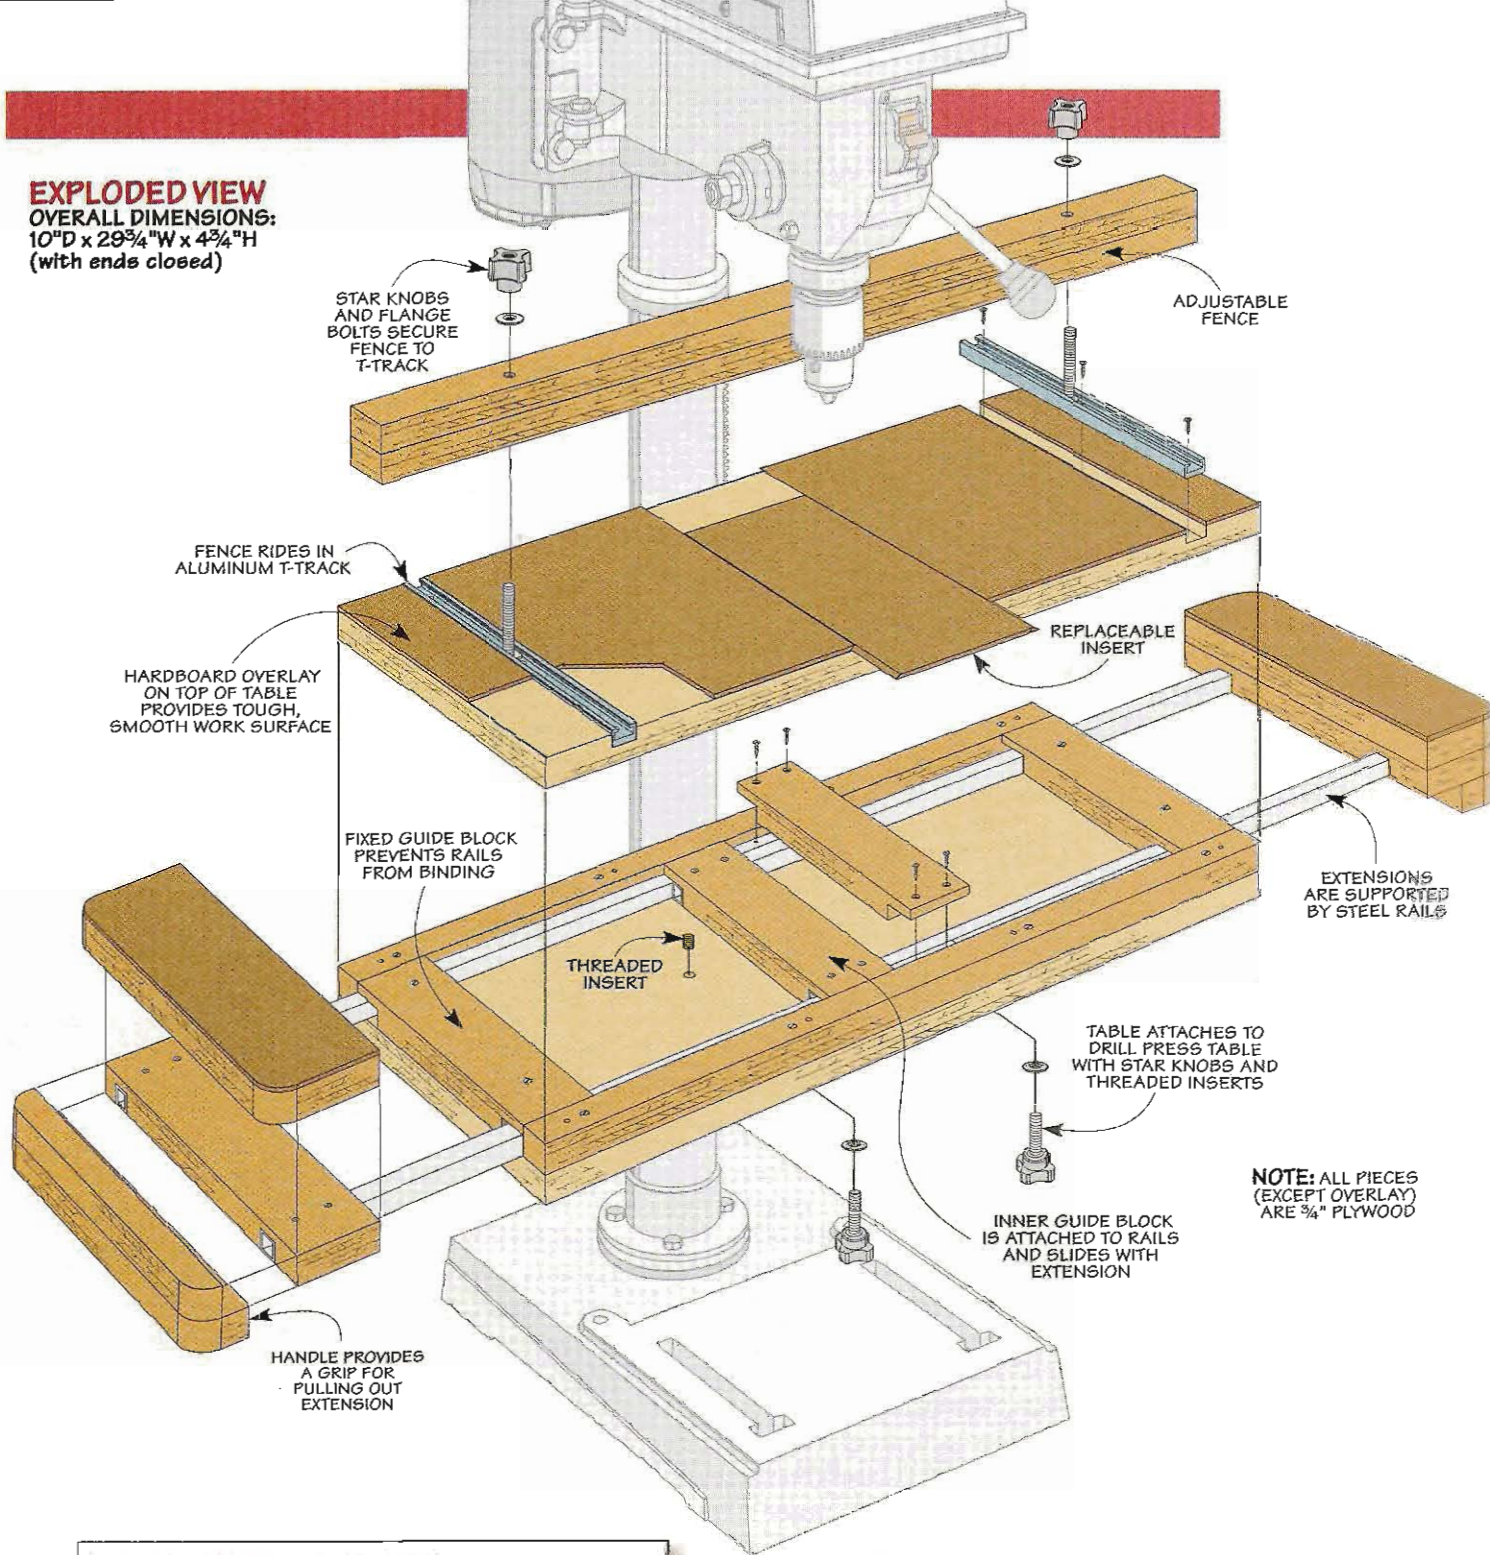 EXPLODED VIEW
OVERALL DIMENSIONS:
10"D x 29¾"W x 4¾"H
(with ends closed)
STAR KNOBS
AND FLANGE
BOLTS SECURE
FENCE TO
T-TRACK
ADJUSTABLE
FENCE
FENCE RIDES IN
ALUMINUM T-TRACK
HARDBOARD OVERLAY
ON TOP OF TABLE
PROVIDES TOUGH,
SMOOTH WORK SURFACE
REPLACEABLE
INSERT
FIXED GUIDE BLOCK
PREVENTS RAILS
FROM BINDING
EXTENSIONS
ARE SUPPORTED
BY STEEL RAILS
THREADED
INSERT
TABLE ATTACHES TO
DRILL PRESS TABLE
WITH STAR KNOBS AND
THREADED INSERTS
NOTE: ALL PIECES
(EXCEPT OVERLAY)
ARE ¾" PLYWOOD
INNER GUIDE BLOCK
IS ATTACHED TO RAILS
AND SLIDES WITH
EXTENSION
HANDLE PROVIDES
A GRIP FOR
PULLING OUT
EXTENSION